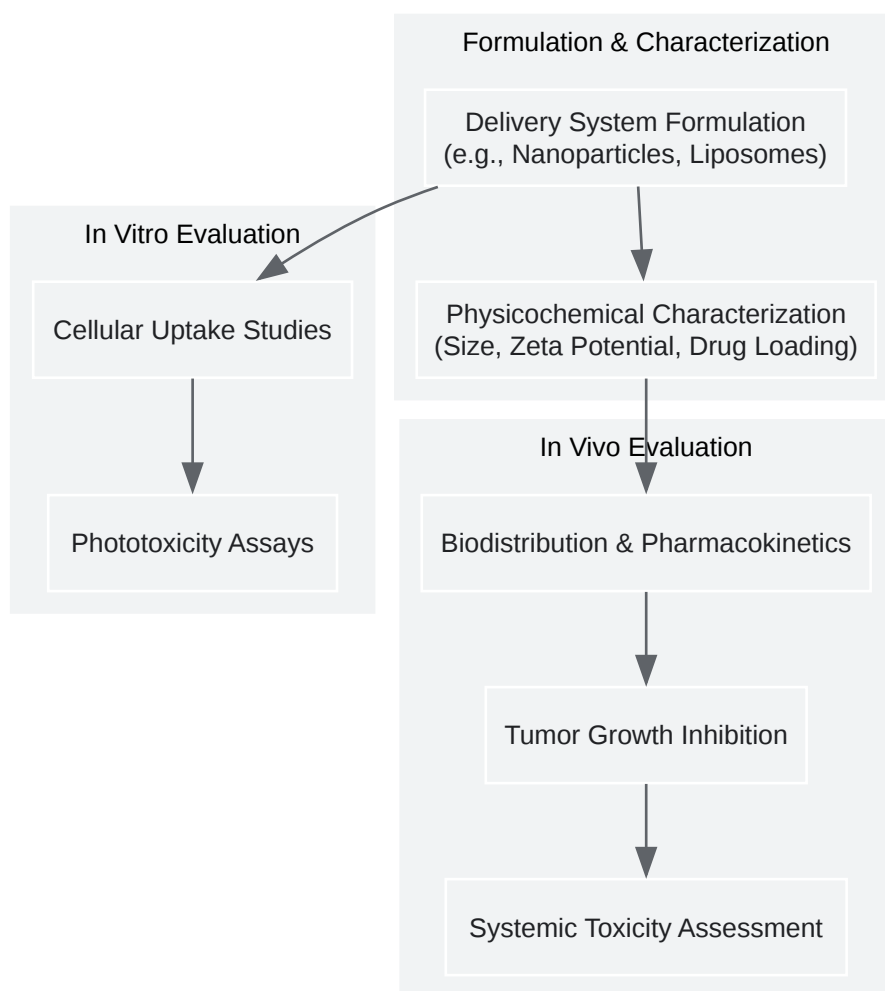 Formulation & Characterization
Delivery System Formulation
(e.g., Nanoparticles, Liposomes)
In Vitro Evaluation
Cellular Uptake Studies
Physicochemical Characterization
(Size, Zeta Potential, Drug Loading)
In Vivo Evaluation
Phototoxicity Assays
Biodistribution & Pharmacokinetics
Tumor Growth Inhibition
Systemic Toxicity Assessment